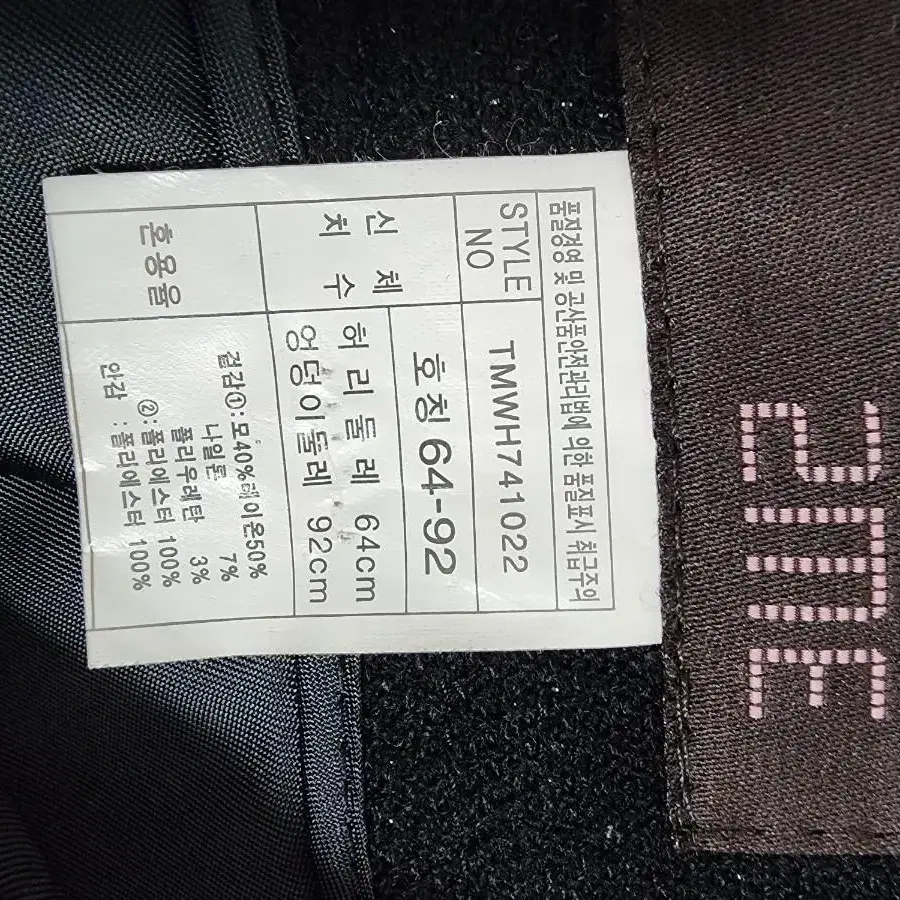 품질경영 및 공산품안전관리법에 의한 품질표시 취급주의
STYLE NO TMWH741022
신체 치수
호칭 64-92
허리둘레 64cm
엉덩이둘레 92cm
혼용율
겉감①:모40%레이온50%
나일론 7%
폴리우레탄 3%
②:폴리에스터 100%
안감 :폴리에스터 100%